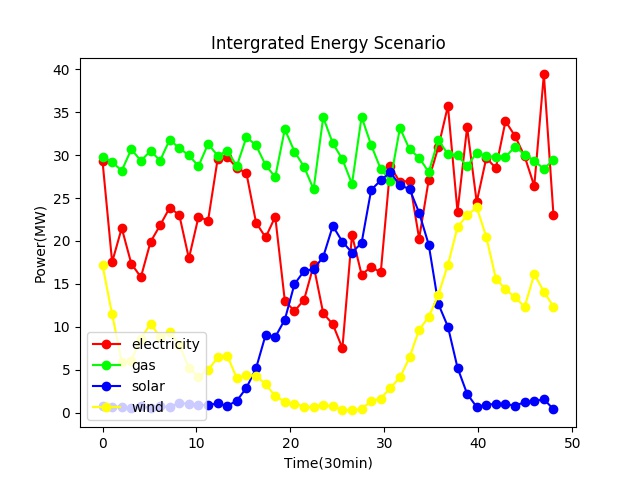 Intergrated Energy Scenario
Power(MW)
40
35
30
25
20
15
10
5
0
electricity
gas
solar
wind
0 10 20 30 40 50
Time(30min)